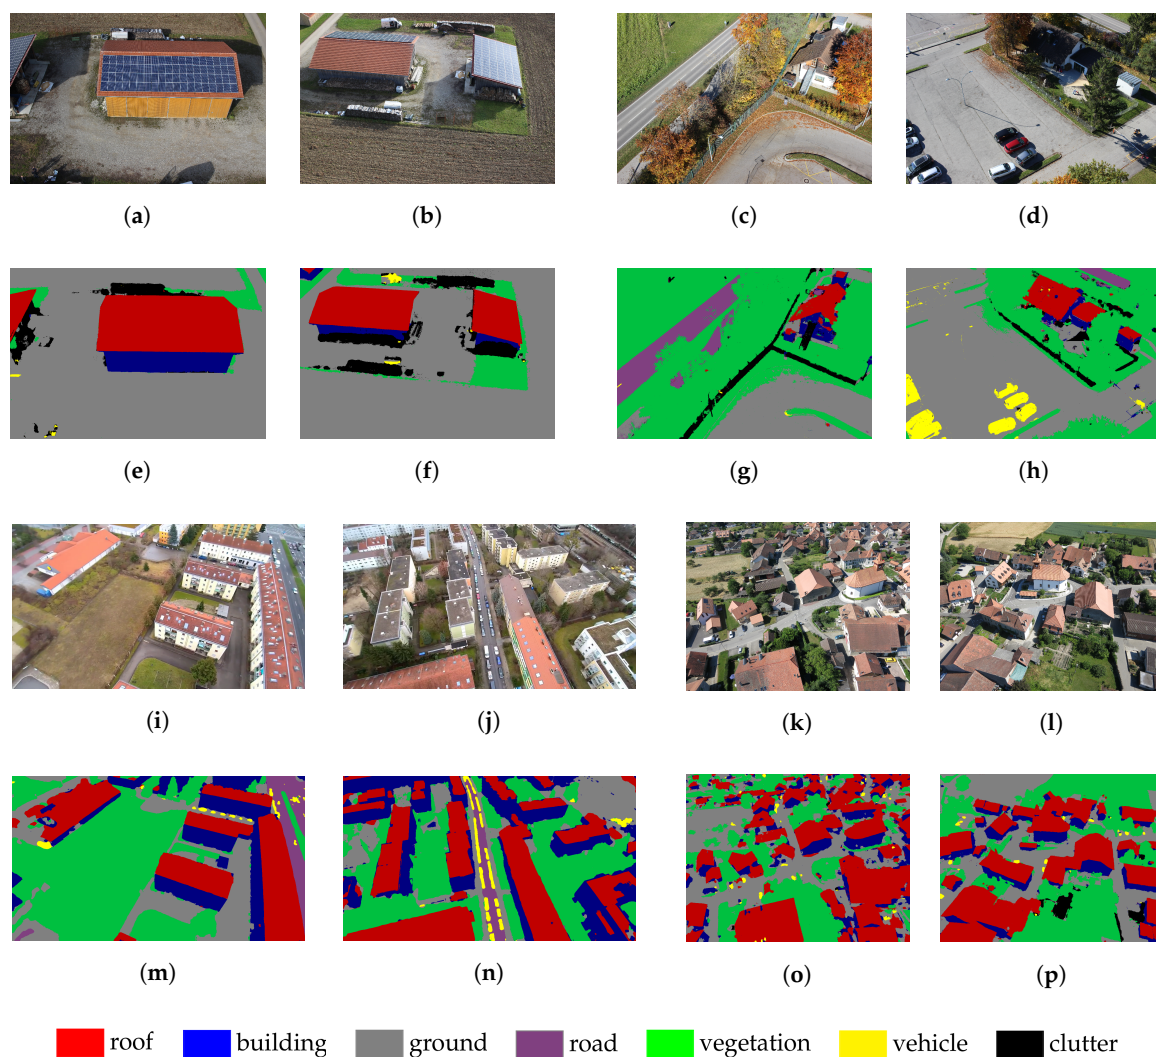 (a) (b) (c) (d)
(e) (f) (g) (h)
(i) (j) (k) (l)
(m) (n) (o) (p)
roof building ground road vegetation vehicle clutter